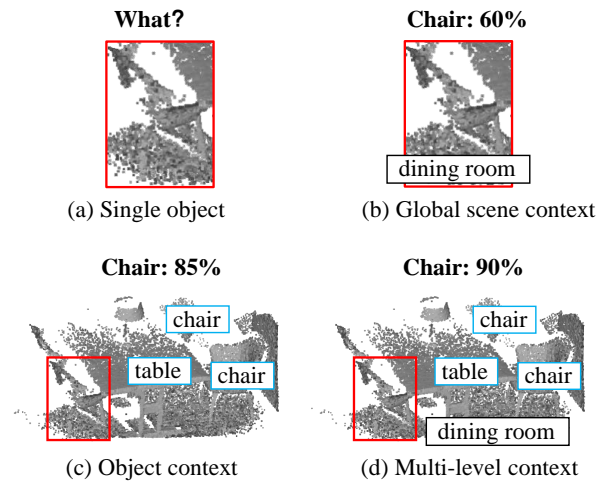 What?
Chair: 60%
dining room
(a) Single object
(b) Global scene context
Chair: 85%
Chair: 90%
chair
table
chair
chair
table
chair
dining room
(c) Object context
(d) Multi-level context